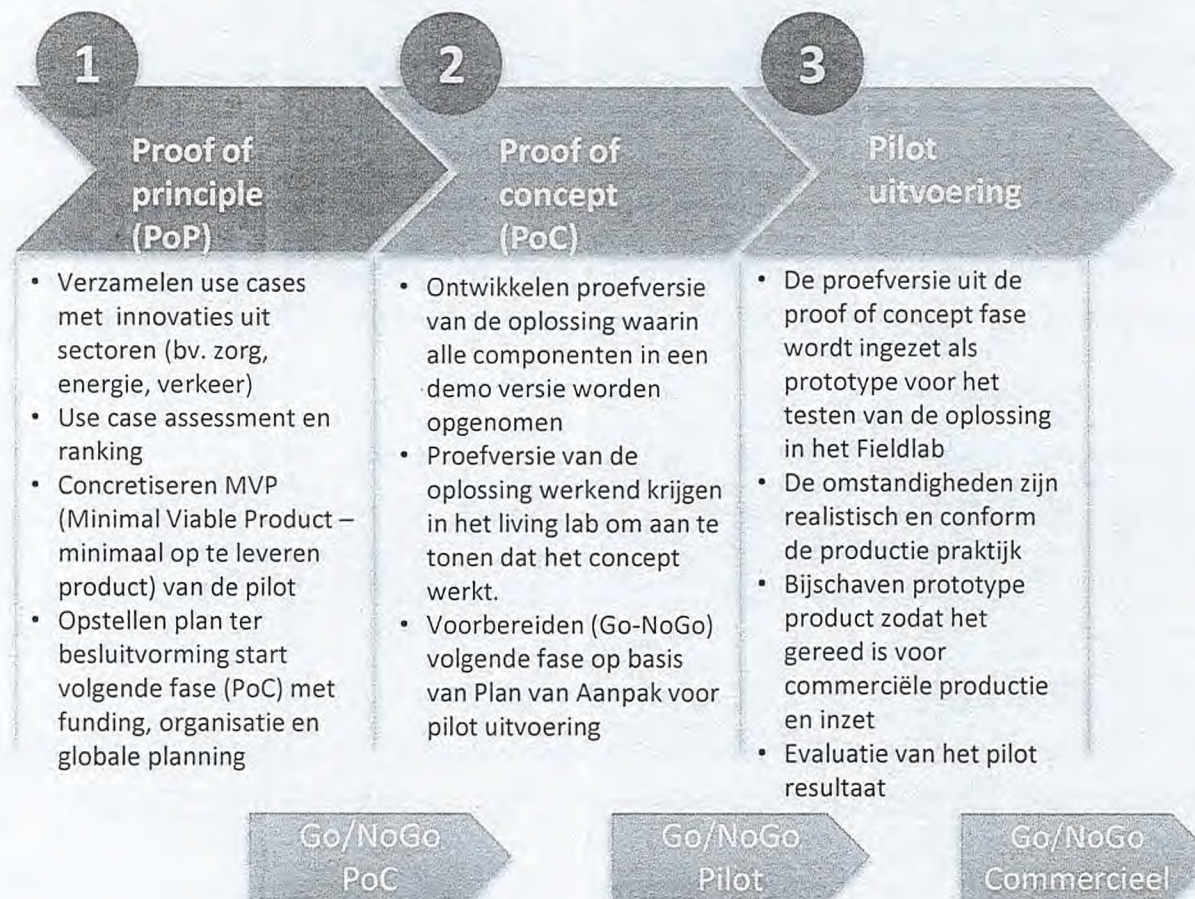 1
Proof of
principle
(PoP)
• Verzamelen use cases
met innovaties uit
sectoren (bv. zorg,
energie, verkeer)
• Use case assessment en
ranking
• Concretiseren MVP
(Minimal Viable Product –
minimaal op te leveren
product) van de pilot
• Opstellen plan ter
besluitvorming start
volgende fase (PoC) met
funding, organisatie en
globale planning
2
Proof of
concept
(PoC)
• Ontwikkelen proefversie
van de oplossing waarin
alle componenten in een
demo versie worden
opgenomen
• Proefversie van de
oplossing werkend krijgen
in het living lab om aan te
tonen dat het concept
werkt.
• Voorbereiden (Go-NoGo)
volgende fase op basis
van Plan van Aanpak voor
pilot uitvoering
3
Pilot
uitvoering
• De proefversie uit de
proof of concept fase
wordt ingezet als
prototype voor het
testen van de oplossing
in het Fieldlab
• De omstandigheden zijn
realistisch en conform
de productie praktijk
• Bijschaven prototype
product zodat het
gereed is voor
commerciële productie
en inzet
• Evaluatie van het pilot
resultaat
Go/NoGo
PoC
Go/NoGo
Pilot
Go/NoGo
Commercieel